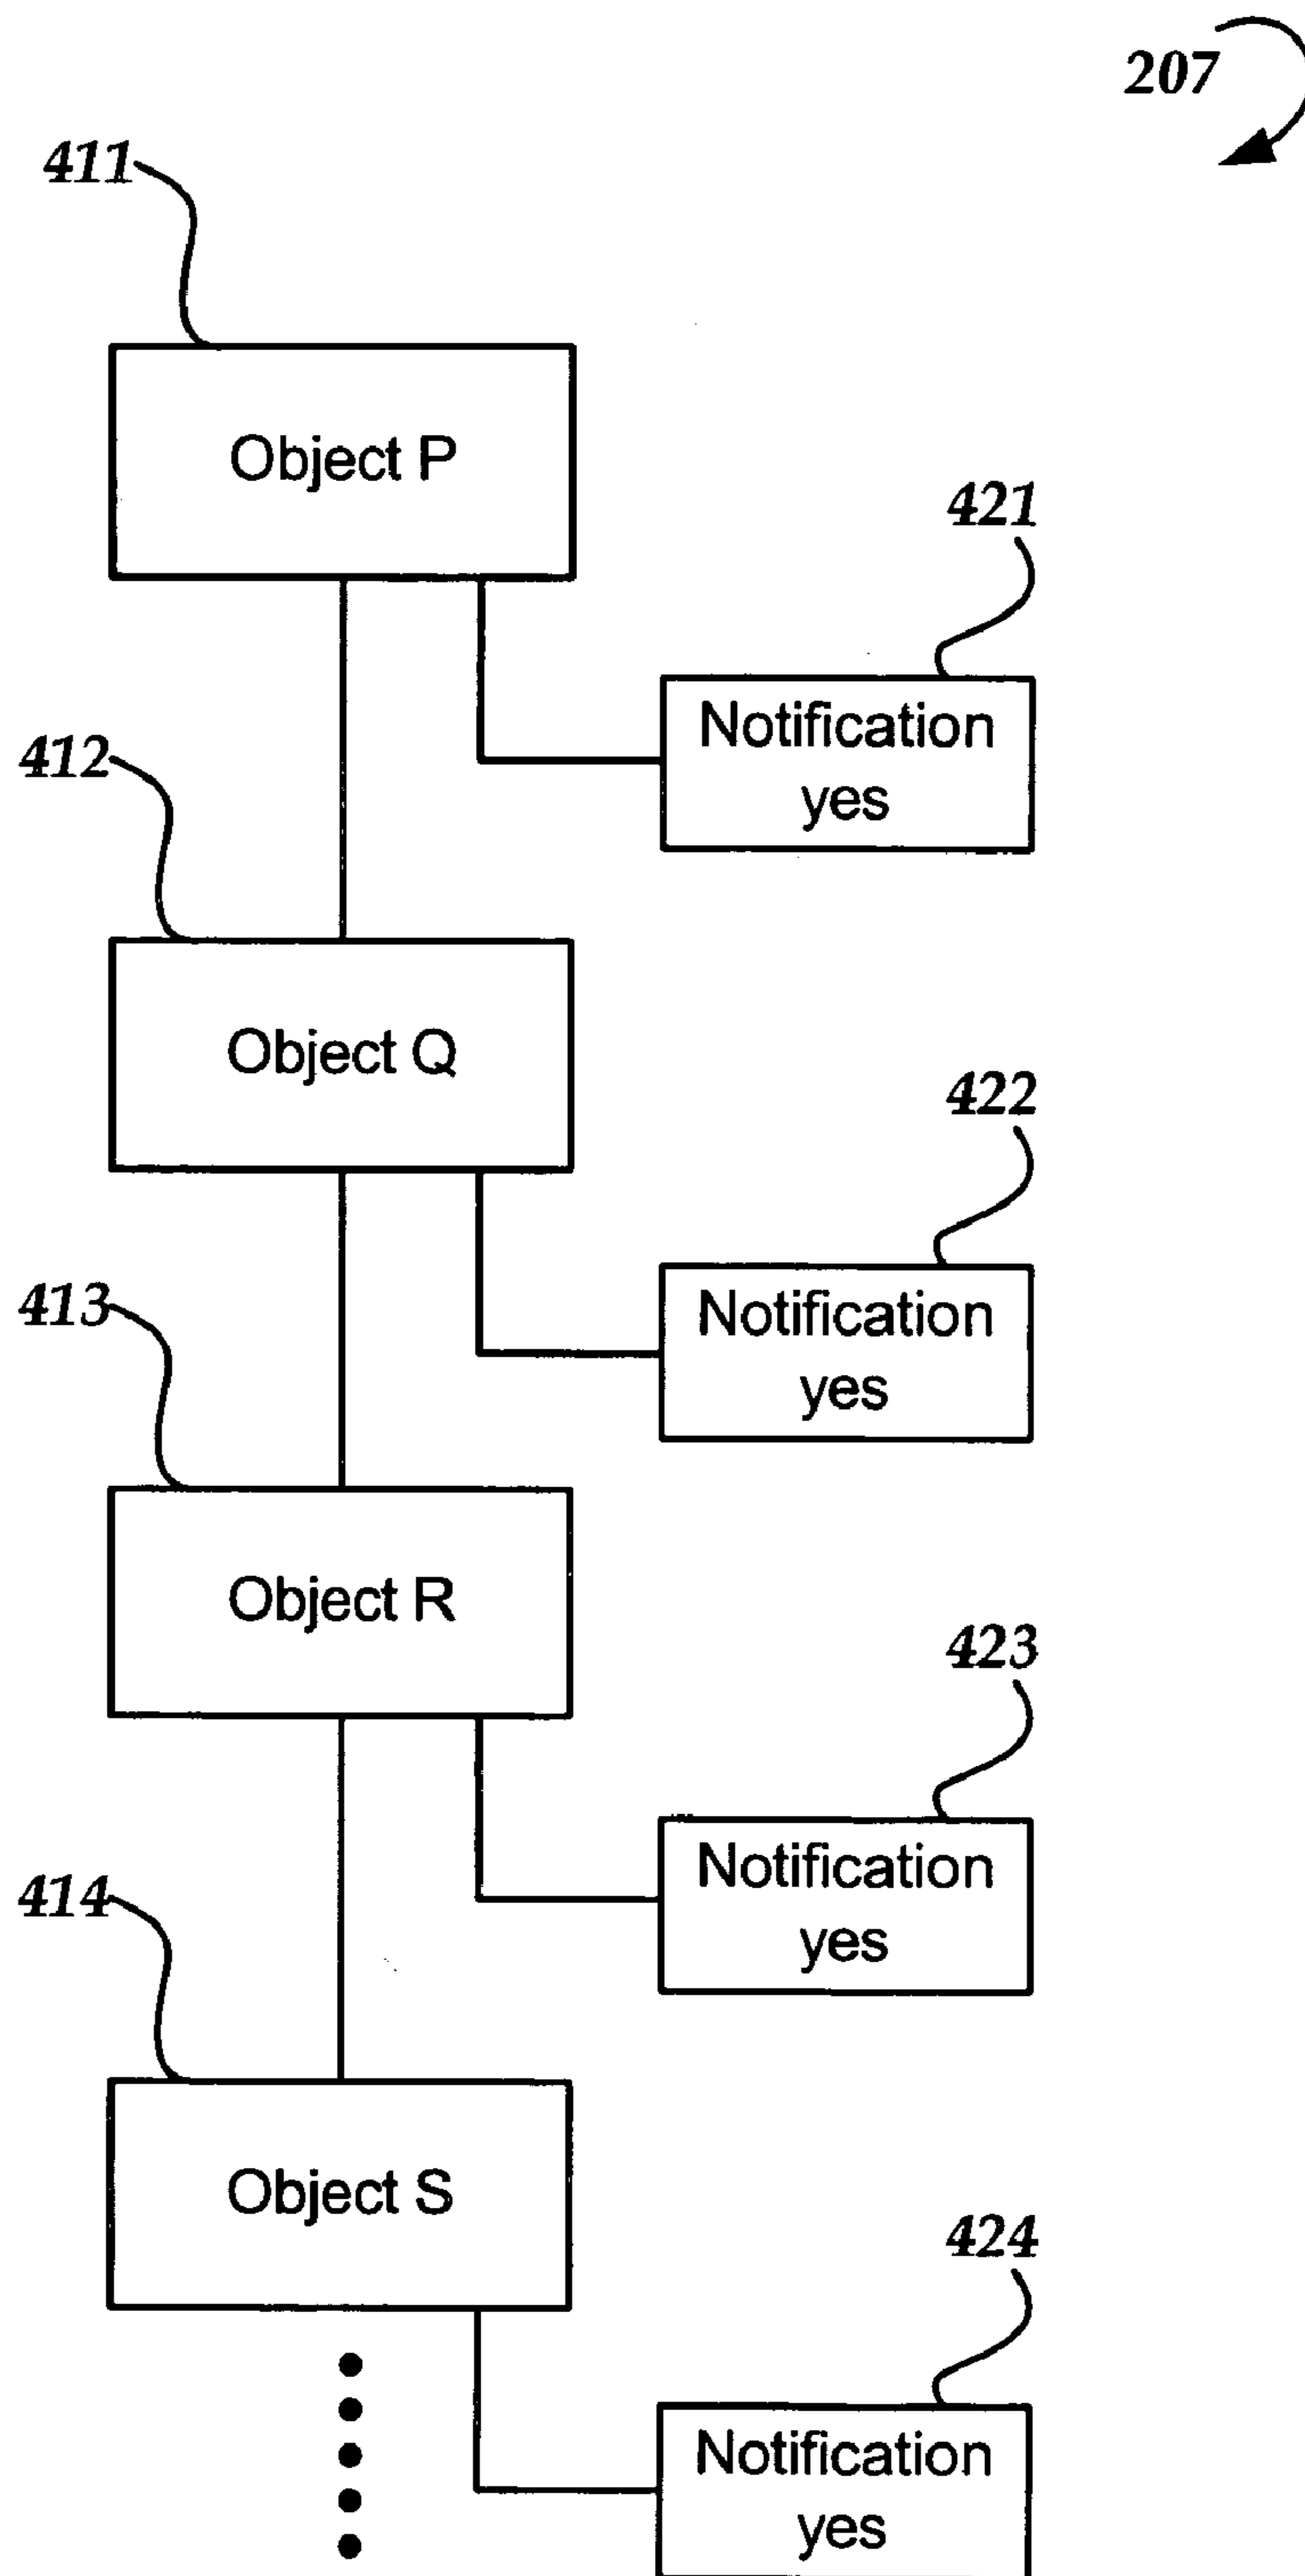 207
411
Object P
421
Notification
yes
412
Object Q
422
Notification
yes
413
Object R
423
Notification
yes
414
Object S
424
Notification
yes